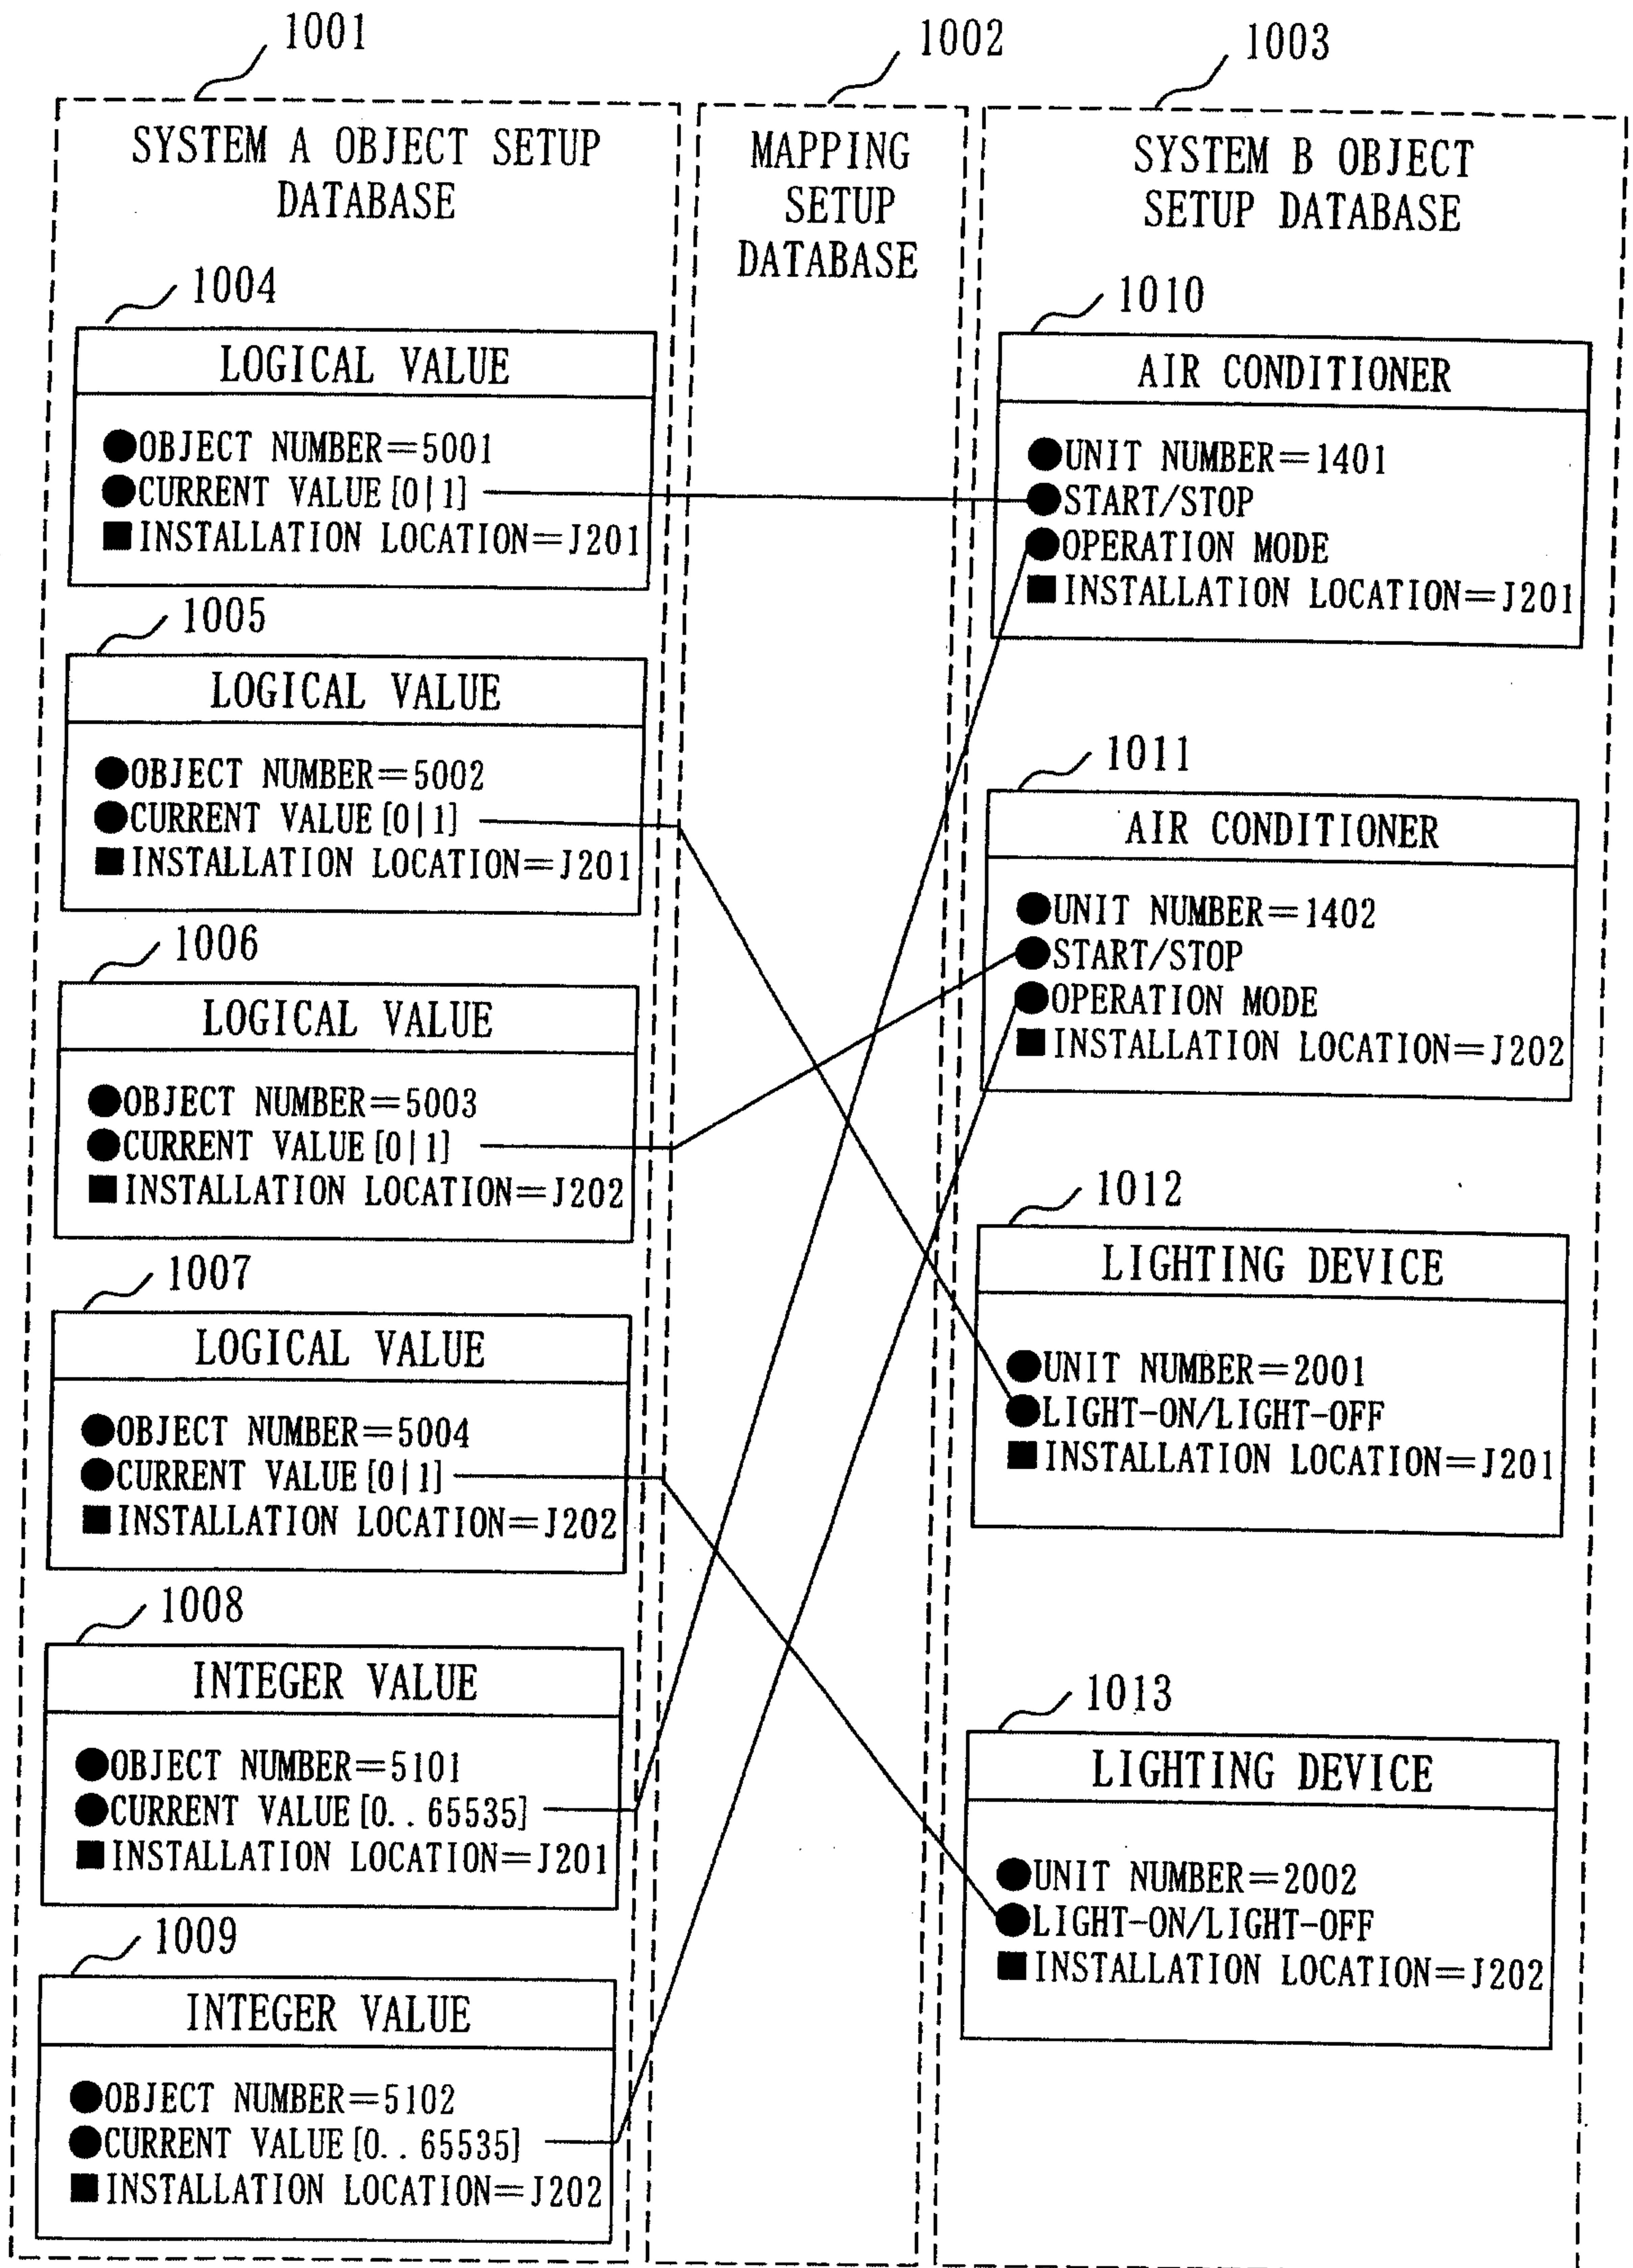 1001
1002
1003
SYSTEM A OBJECT SETUP
DATABASE
MAPPING
SETUP
DATABASE
SYSTEM B OBJECT
SETUP DATABASE
1004
LOGICAL VALUE
●OBJECT NUMBER=5001
●CURRENT VALUE[0|1]
■INSTALLATION LOCATION=J201
1005
LOGICAL VALUE
●OBJECT NUMBER=5002
●CURRENT VALUE[0|1]
■INSTALLATION LOCATION=J201
1006
LOGICAL VALUE
●OBJECT NUMBER=5003
●CURRENT VALUE[0|1]
■INSTALLATION LOCATION=J202
1007
LOGICAL VALUE
●OBJECT NUMBER=5004
●CURRENT VALUE[0|1]
■INSTALLATION LOCATION=J202
1008
INTEGER VALUE
●OBJECT NUMBER=5101
●CURRENT VALUE[0..65535]
■INSTALLATION LOCATION=J201
1009
INTEGER VALUE
●OBJECT NUMBER=5102
●CURRENT VALUE[0..65535]
■INSTALLATION LOCATION=J202
1010
AIR CONDITIONER
●UNIT NUMBER=1401
●START/STOP
●OPERATION MODE
■INSTALLATION LOCATION=J201
1011
AIR CONDITIONER
●UNIT NUMBER=1402
●START/STOP
●OPERATION MODE
■INSTALLATION LOCATION=J202
1012
LIGHTING DEVICE
●UNIT NUMBER=2001
●LIGHT-ON/LIGHT-OFF
■INSTALLATION LOCATION=J201
1013
LIGHTING DEVICE
●UNIT NUMBER=2002
●LIGHT-ON/LIGHT-OFF
■INSTALLATION LOCATION=J202